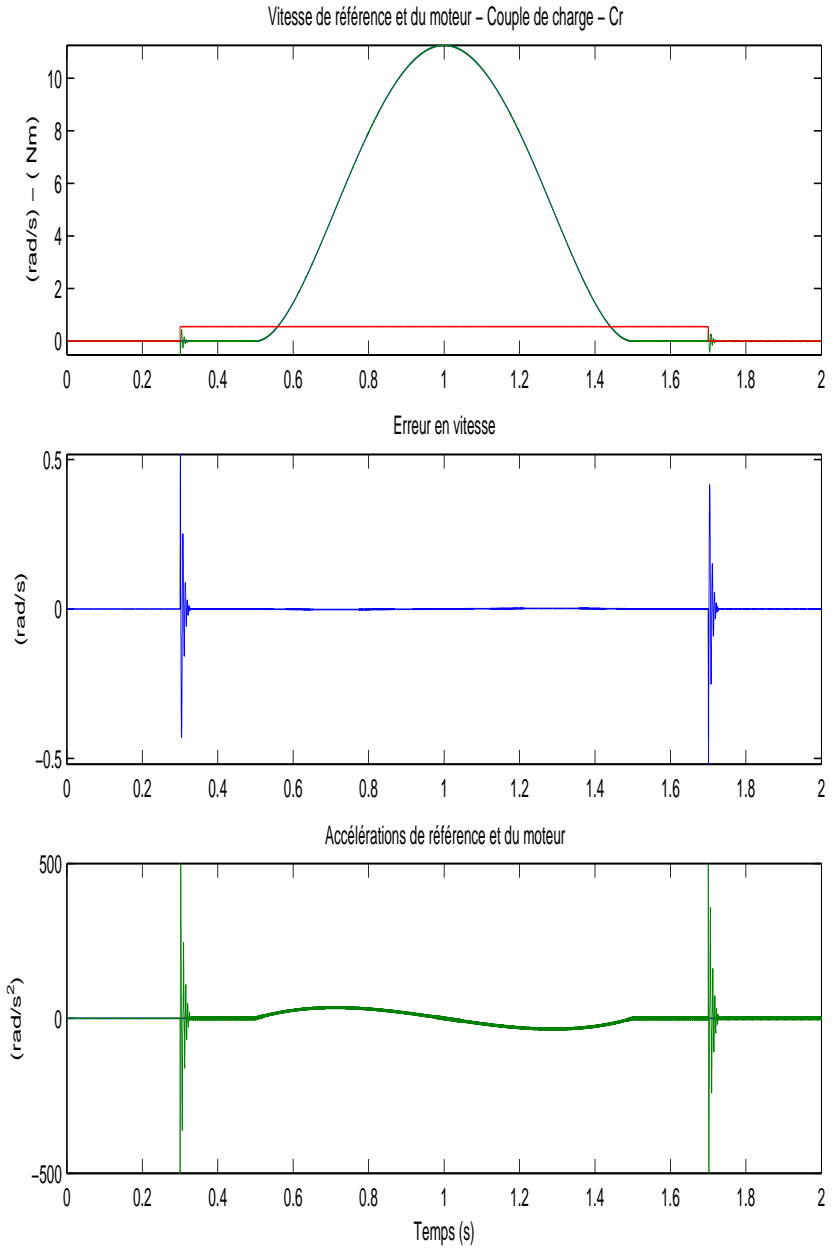 Vitesse de référence et du moteur − Couple de charge − Cr
(rad/s) − ( Nm)
10
8
6
4
2
0
0 0.2 0.4 0.6 0.8 1 1.2 1.4 1.6 1.8 2
Erreur en vitesse
(rad/s)
0.5
0
−0.5
0 0.2 0.4 0.6 0.8 1 1.2 1.4 1.6 1.8 2
Accélérations de référence et du moteur
(rad/s²)
500
0
−500
0 0.2 0.4 0.6 0.8 1 1.2 1.4 1.6 1.8 2
Temps (s)